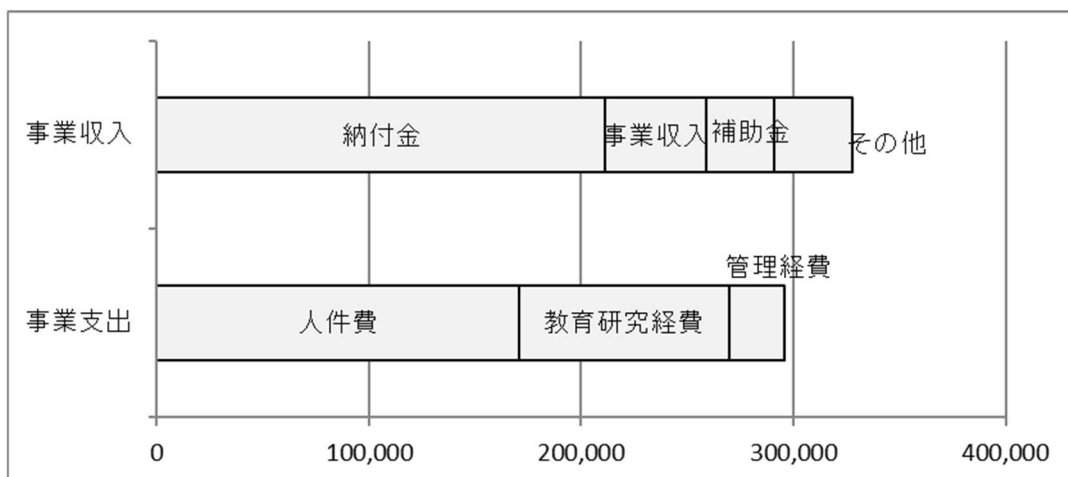 事業収入
納付金
事業収入
補助金
その他
管理経費
事業支出
人件費
教育研究経費
0
100,000
200,000
300,000
400,000